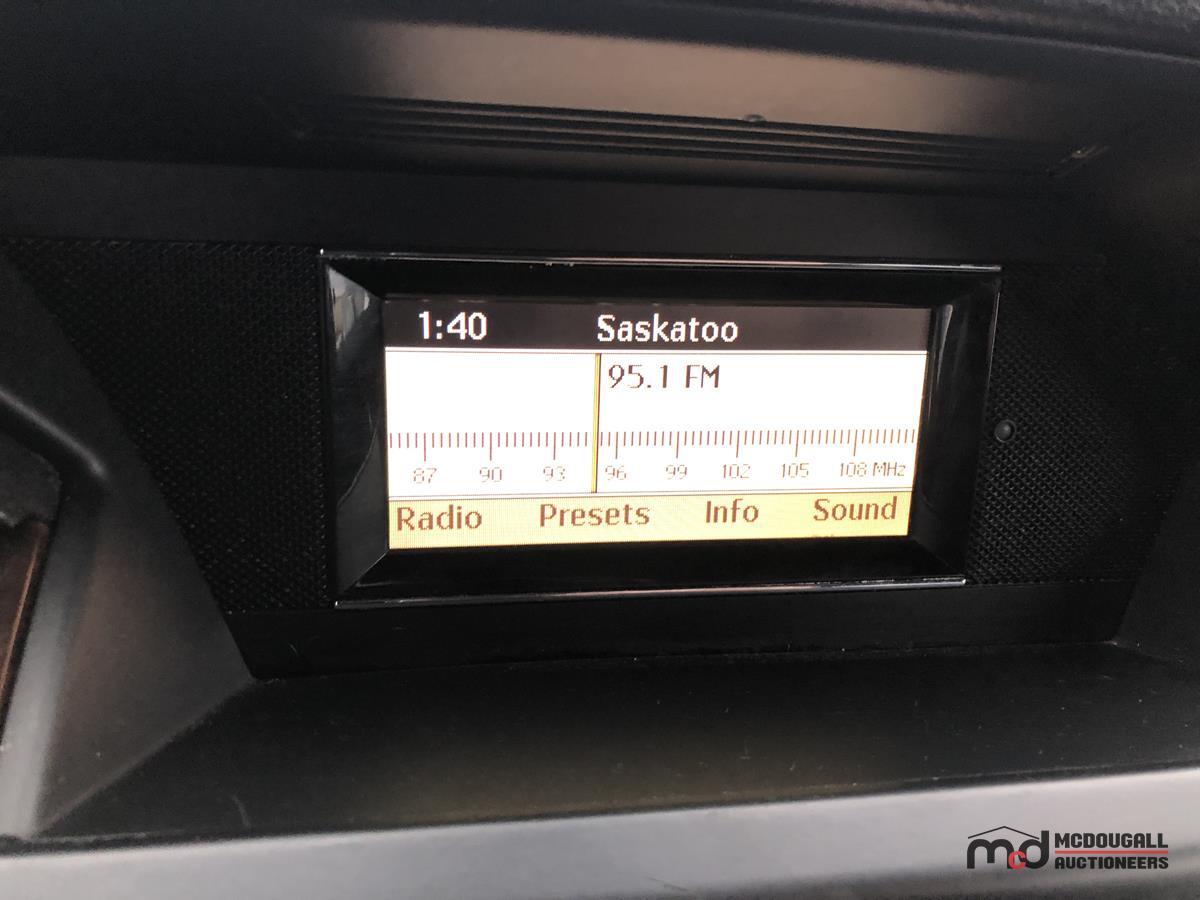 1:40 Saskatoo
95.1 FM
87 90 93 96 99 102 105 108 MHz
Radio Presets Info Sound
mcd MCDOUGALL
AUCTIONEERS